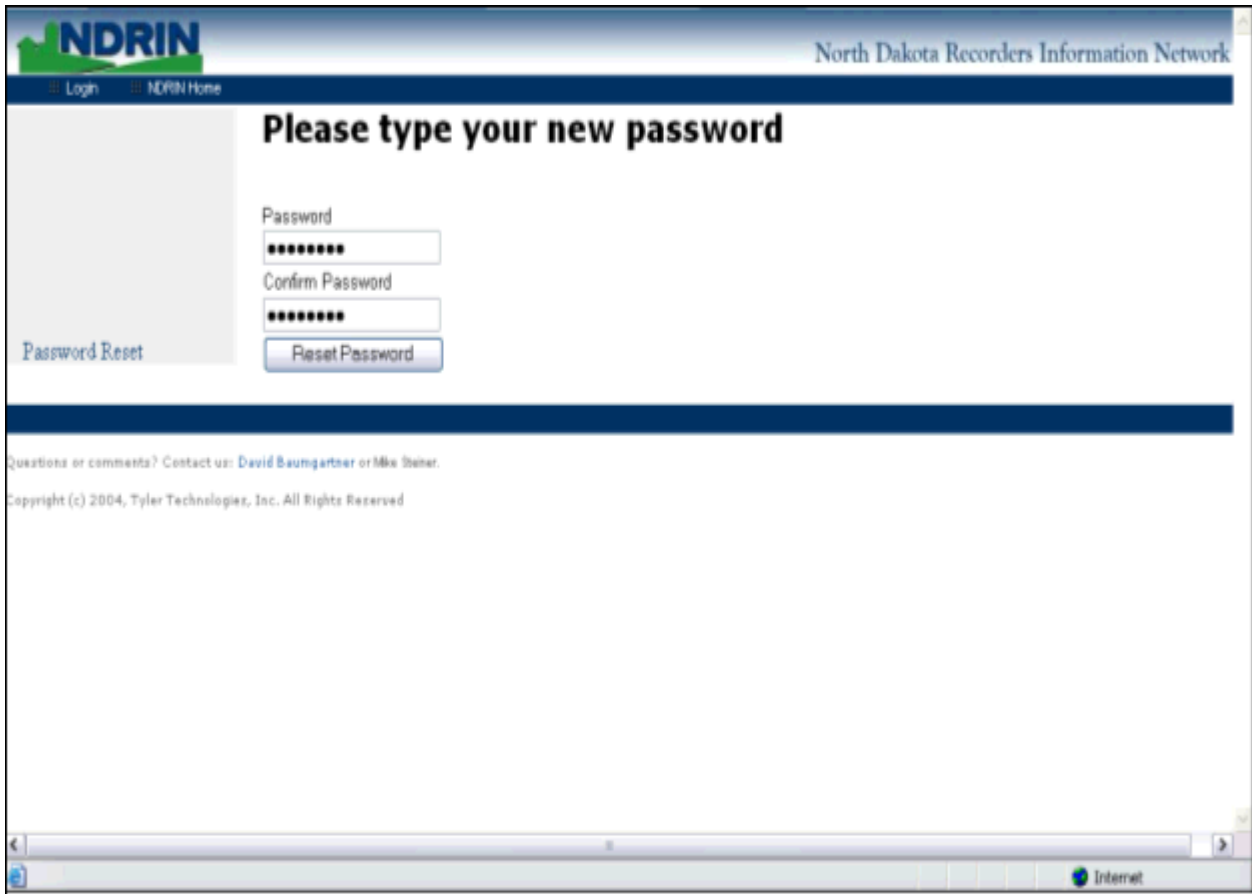 NDRIN
North Dakota Recorders Information Network
Login NDRIN Home
Please type your new password
Password
••••••••
Confirm Password
••••••••
Password Reset
Reset Password
Questions or comments? Contact us: David Baumgartner or Mike Steiner.
Copyright (c) 2004, Tyler Technologies, Inc. All Rights Reserved
Internet